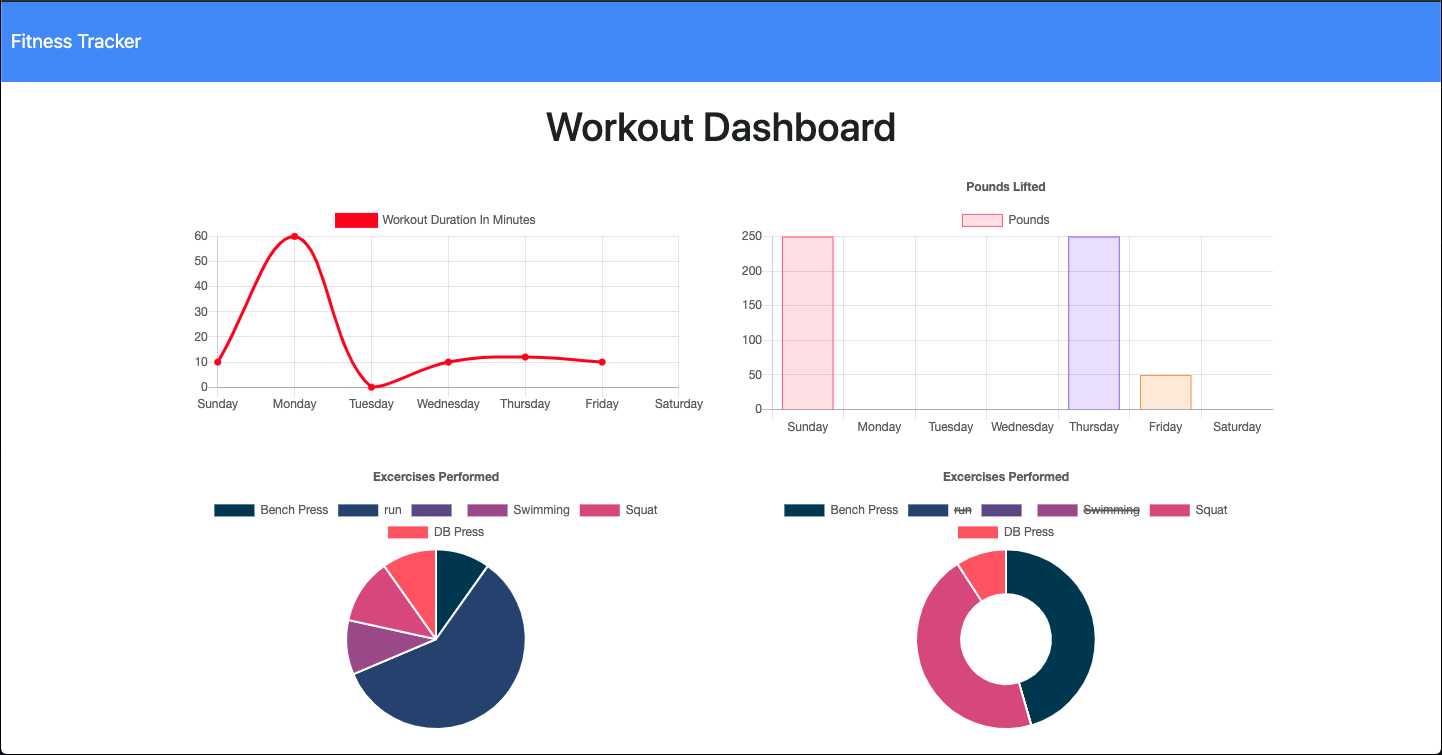 Fitness Tracker
Workout Dashboard
Workout Duration In Minutes
60
50
40
30
20
10
0
Sunday Monday Tuesday Wednesday Thursday Friday Saturday
Pounds Lifted
Pounds
250
200
150
100
50
0
Sunday Monday Tuesday Wednesday Thursday Friday Saturday
Excercises Performed
Bench Press run Swimming Squat
DB Press
Excercises Performed
Bench Press run Swimming Squat
DB Press